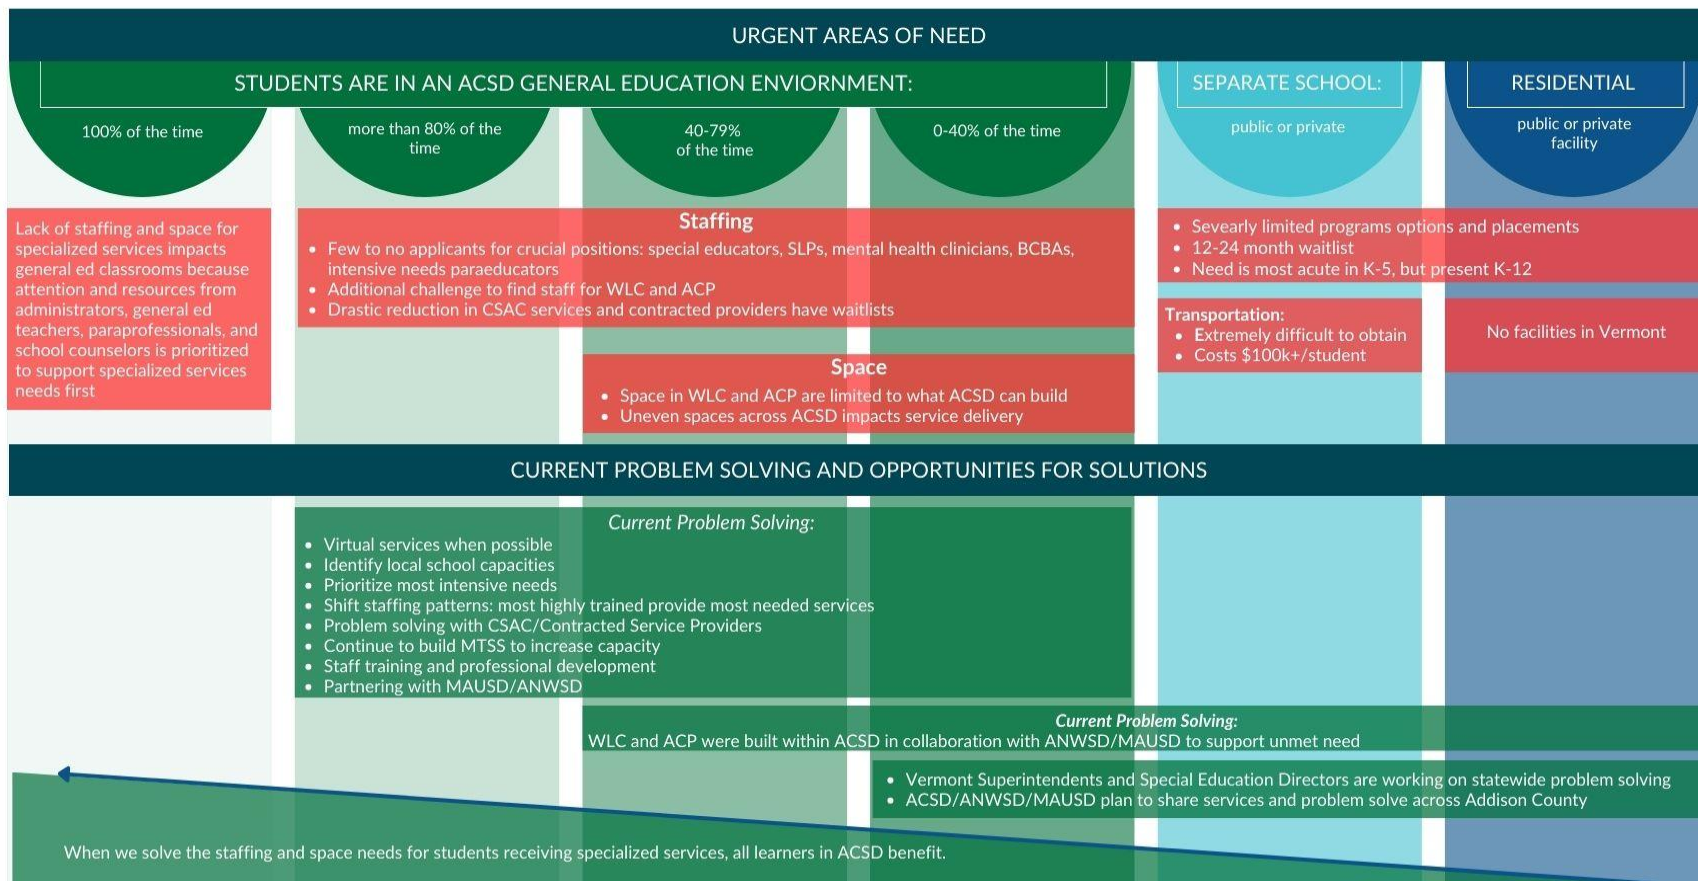 URGENT AREAS OF NEED
STUDENTS ARE IN AN ACSD GENERAL EDUCATION ENVIORNMENT:
SEPARATE SCHOOL:
RESIDENTIAL
100% of the time
more than 80% of the
time
40-79%
of the time
0-40% of the time
public or private
public or private
facility
Lack of staffing and space for
specialized services impacts
general ed classrooms because
attention and resources from
administrators, general ed
teachers, paraprofessionals, and
school counselors is prioritized
to support specialized services
needs first
Staffing
• Few to no applicants for crucial positions: special educators, SLPs, mental health clinicians, BCBAs,
intensive needs paraeducators
• Additional challenge to find staff for WLC and ACP
• Drastic reduction in CSAC services and contracted providers have waitlists
Space
• Space in WLC and ACP are limited to what ACSD can build
• Uneven spaces across ACSD impacts service delivery
• Sevearly limited programs options and placements
• 12-24 month waitlist
• Need is most acute in K-5, but present K-12
Transportation:
• Extremely difficult to obtain
• Costs $100k+/student
No facilities in Vermont
CURRENT PROBLEM SOLVING AND OPPORTUNITIES FOR SOLUTIONS
Current Problem Solving:
• Virtual services when possible
• Identify local school capacities
• Prioritize most intensive needs
• Shift staffing patterns: most highly trained provide most needed services
• Problem solving with CSAC/Contracted Service Providers
• Continue to build MTSS to increase capacity
• Staff training and professional development
• Partnering with MAUSD/ANWSD
Current Problem Solving:
WLC and ACP were built within ACSD in collaboration with ANWSD/MAUSD to support unmet need
• Vermont Superintendents and Special Education Directors are working on statewide problem solving
• ACSD/ANWSD/MAUSD plan to share services and problem solve across Addison County
When we solve the staffing and space needs for students receiving specialized services, all learners in ACSD benefit.